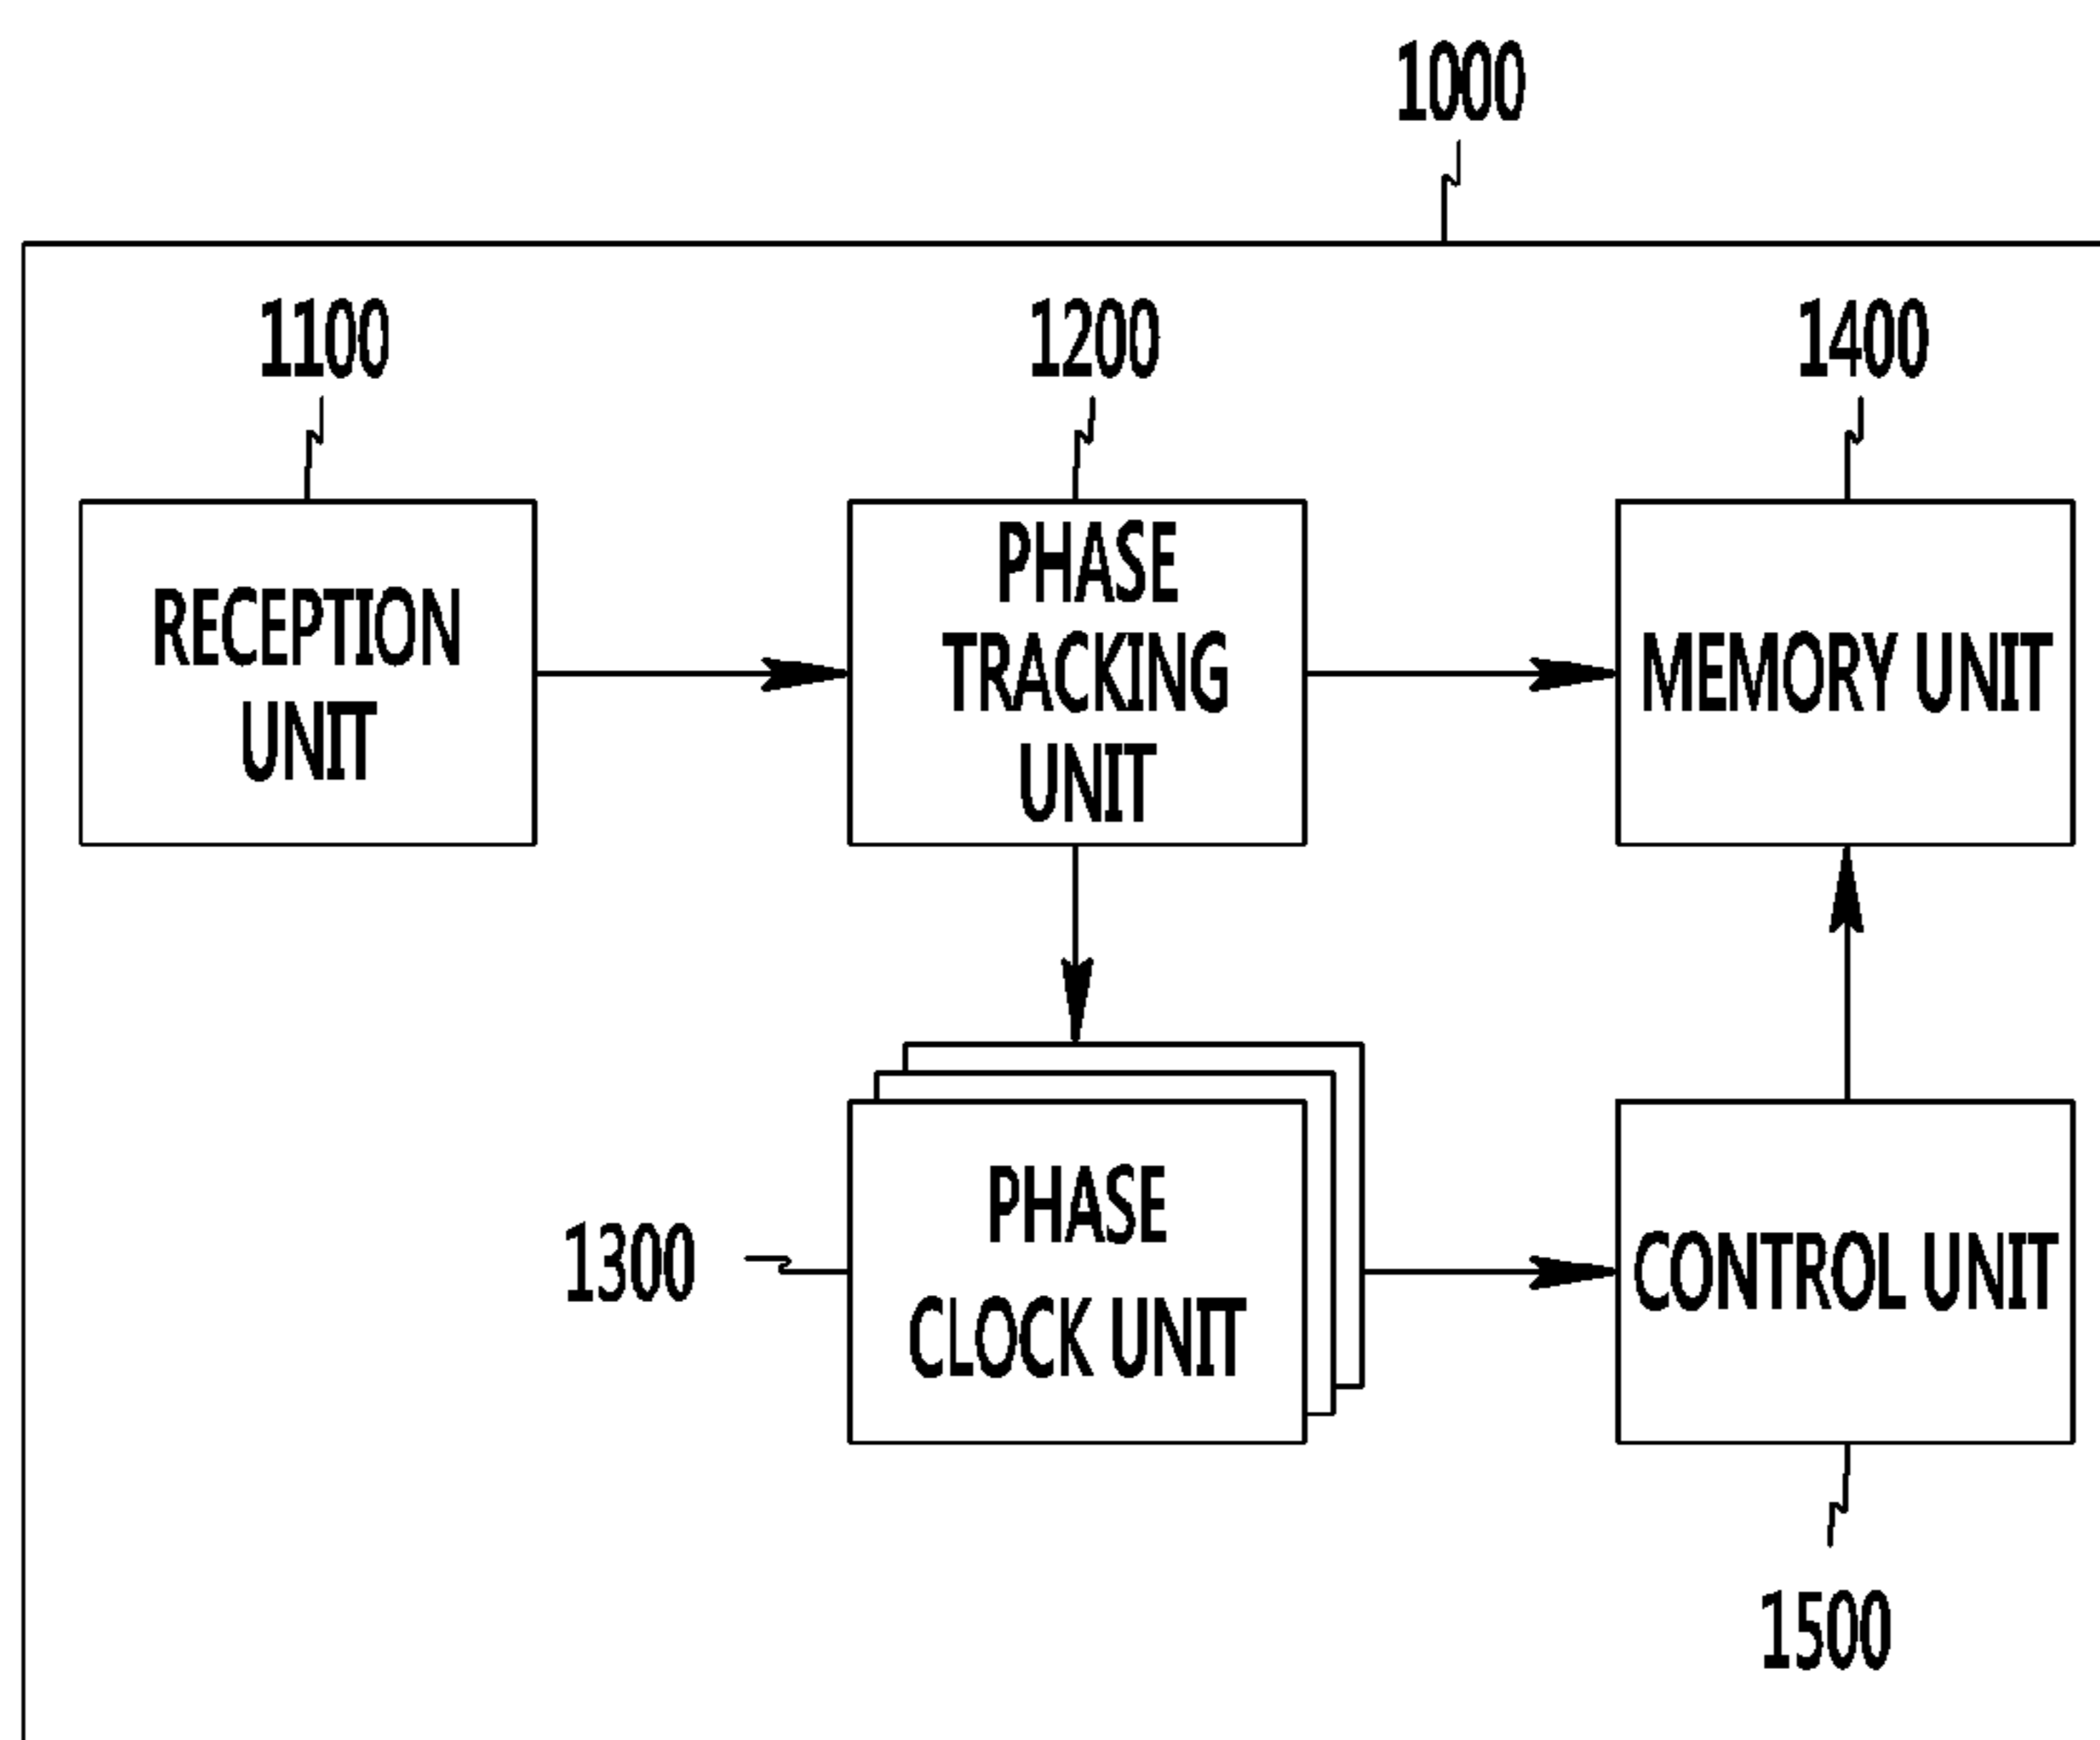 1000
1100
1200
1400
RECEPTION
UNIT
PHASE
TRACKING
UNIT
MEMORY UNIT
1300
PHASE
CLOCK UNIT
CONTROL UNIT
1500